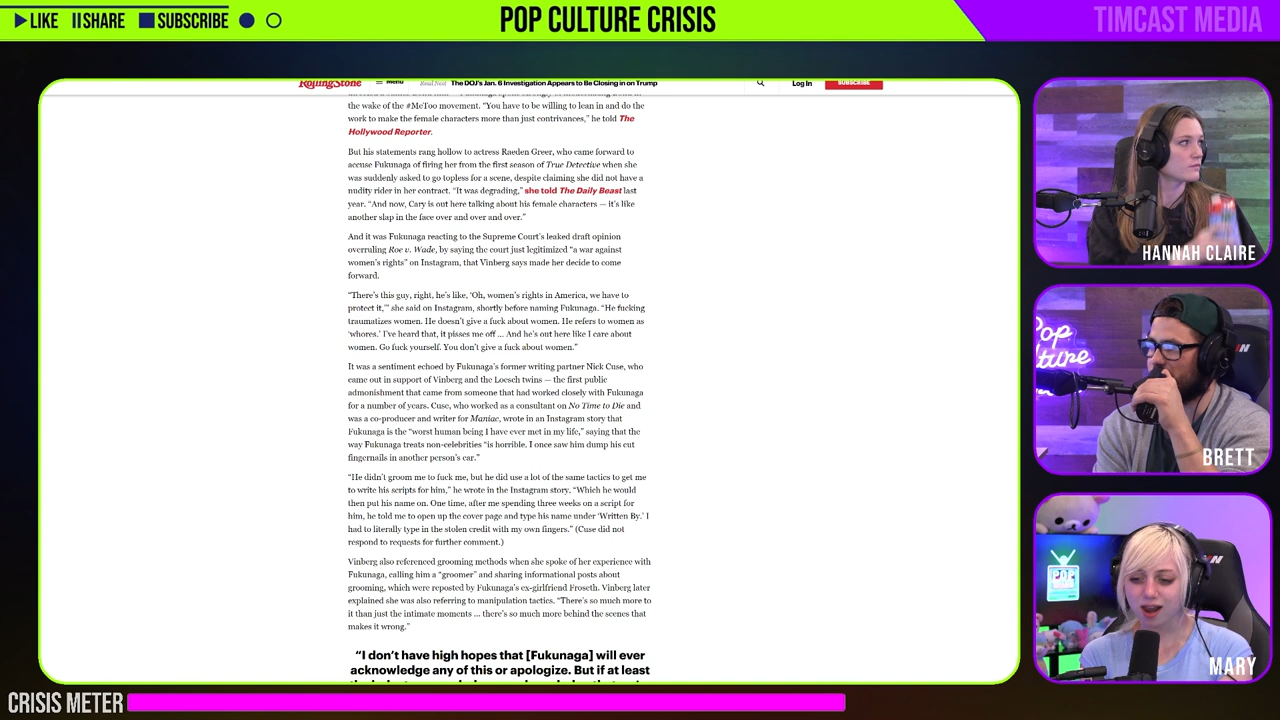 LIKE SHARE SUBSCRIBE
POP CULTURE CRISIS
TIMCAST MEDIA
RollingStone Menu Read Next The DOJ's Jan. 6 Investigation Appears to Be Closing in on Trump Log In SUBSCRIBE
the wake of the #MeToo movement. “You have to be willing to lean in and do the
work to make the female characters more than just contrivances,” he told The
Hollywood Reporter.
But his statements rang hollow to actress Raeden Greer, who came forward to
accuse Fukunaga of firing her from the first season of True Detective when she
was suddenly asked to go topless for a scene, despite claiming she did not have a
nudity rider in her contract. “It was degrading,” she told The Daily Beast last
year. “And now, Cary is out here talking about his female characters — it’s like
another slap in the face over and over and over.”
And it was Fukunaga reacting to the Supreme Court’s leaked draft opinion
overruling Roe v. Wade, by saying the court just legitimized “a war against
women’s rights” on Instagram, that Vinberg says made her decide to come
forward.
“There’s this guy, right, he’s like, ‘Oh, women’s rights in America, we have to
protect it,’” she said on Instagram, shortly before naming Fukunaga. “He fucking
traumatizes women. He doesn’t give a fuck about women. He refers to women as
‘whores.’ I’ve heard that, it pisses me off ... And he’s out here like I care about
women. Go fuck yourself. You don’t give a fuck about women.”
It was a sentiment echoed by Fukunaga’s former writing partner Nick Cuse, who
came out in support of Vinberg and the Loesch twins — the first public
admonishment that came from someone that had worked closely with Fukunaga
for a number of years. Cuse, who worked as a consultant on No Time to Die and
was a co-producer and writer for Maniac, wrote in an Instagram story that
Fukunaga is the “worst human being I have ever met in my life,” saying that the
way Fukunaga treats non-celebrities “is horrible. I once saw him dump his cut
fingernails in another person’s car.”
“He didn’t groom me to fuck me, but he did use a lot of the same tactics to get me
to write his scripts for him,” he wrote in the Instagram story. “Which he would
then put his name on. One time, after me spending three weeks on a script for
him, he told me to open up the cover page and type his name under ‘Written By.’ I
had to literally type in the stolen credit with my own fingers.” (Cuse did not
respond to requests for further comment.)
Vinberg also referenced grooming methods when she spoke of her experience with
Fukunaga, calling him a “groomer” and sharing informational posts about
grooming, which were reposted by Fukunaga’s ex-girlfriend Froseth. Vinberg later
explained she was also referring to manipulation tactics. “There’s so much more to
it than just the intimate moments ... there’s so much more behind the scenes that
makes it wrong.”
“I don’t have high hopes that [Fukunaga] will ever
acknowledge any of this or apologize. But if at least
HANNAH CLAIRE
Pop
BRETT
POP
MARY
CRISIS METER